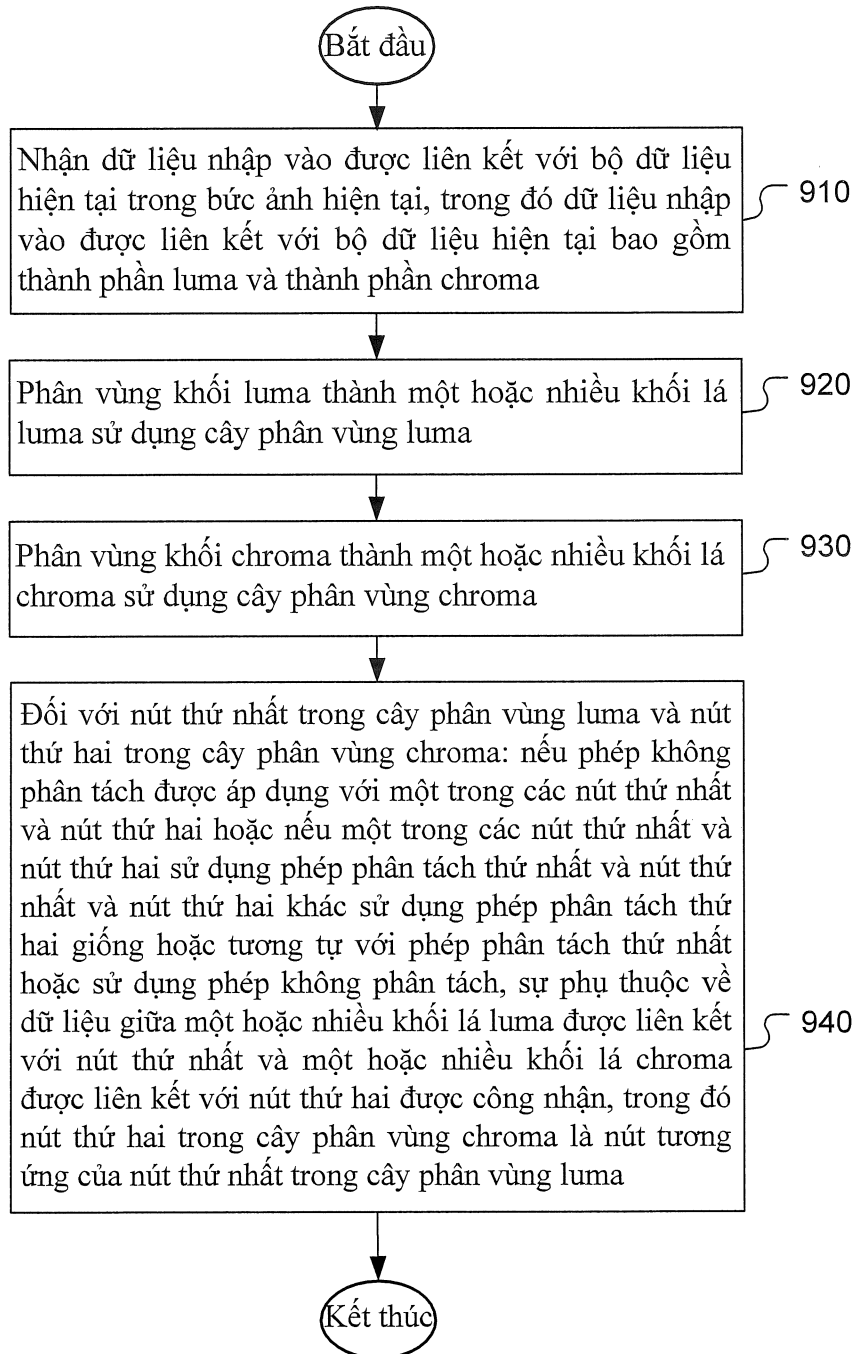 Bắt đầu
Nhận dữ liệu nhập vào được liên kết với bộ dữ liệu
hiện tại trong bức ảnh hiện tại, trong đó dữ liệu nhập
vào được liên kết với bộ dữ liệu hiện tại bao gồm
thành phần luma và thành phần chroma
910
Phân vùng khối luma thành một hoặc nhiều khối lá
luma sử dụng cây phân vùng luma
920
Phân vùng khối chroma thành một hoặc nhiều khối lá
chroma sử dụng cây phân vùng chroma
930
Đối với nút thứ nhất trong cây phân vùng luma và nút
thứ hai trong cây phân vùng chroma: nếu phép không
phân tách được áp dụng với một trong các nút thứ nhất
và nút thứ hai hoặc nếu một trong các nút thứ nhất và
nút thứ hai sử dụng phép phân tách thứ nhất và nút thứ
nhất và nút thứ hai khác sử dụng phép phân tách thứ
hai giống hoặc tương tự với phép phân tách thứ nhất
hoặc sử dụng phép không phân tách, sự phụ thuộc về
dữ liệu giữa một hoặc nhiều khối lá luma được liên kết
với nút thứ nhất và một hoặc nhiều khối lá chroma
được liên kết với nút thứ hai được công nhận, trong đó
nút thứ hai trong cây phân vùng chroma là nút tương
ứng của nút thứ nhất trong cây phân vùng luma
940
Kết thúc